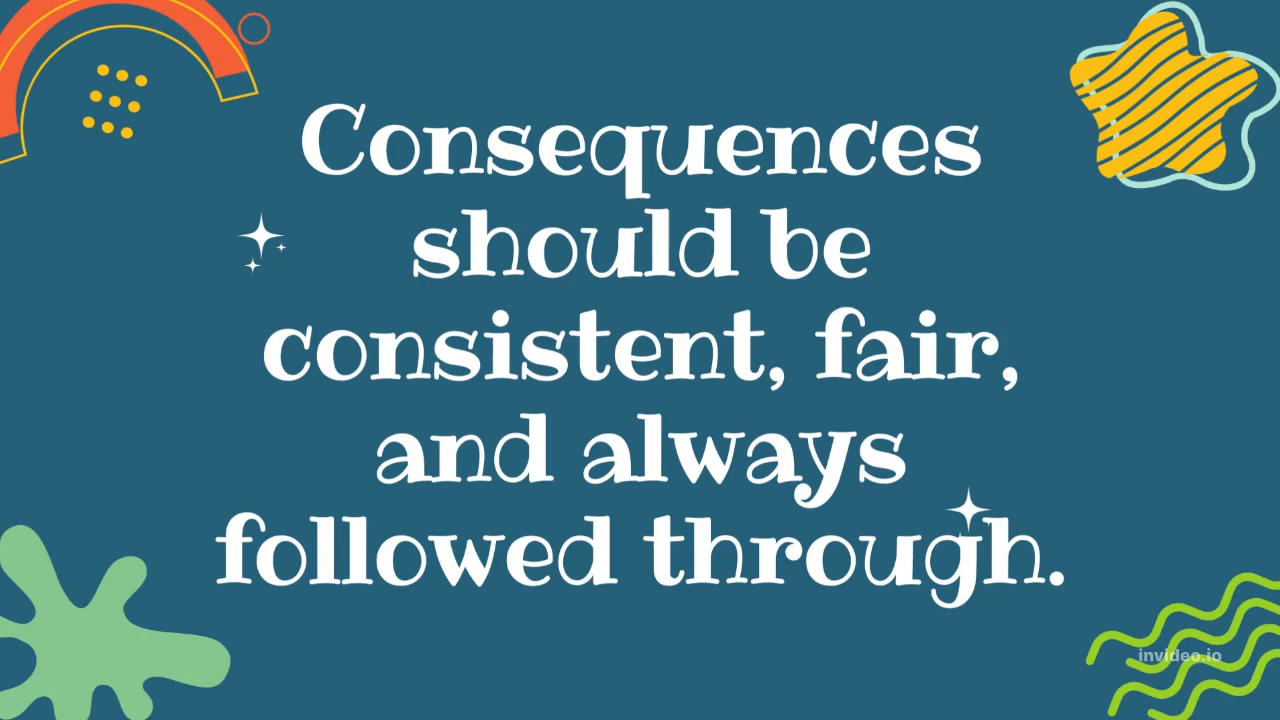 Consequences
should be
consistent, fair,
and always
followed through.
invideo.io